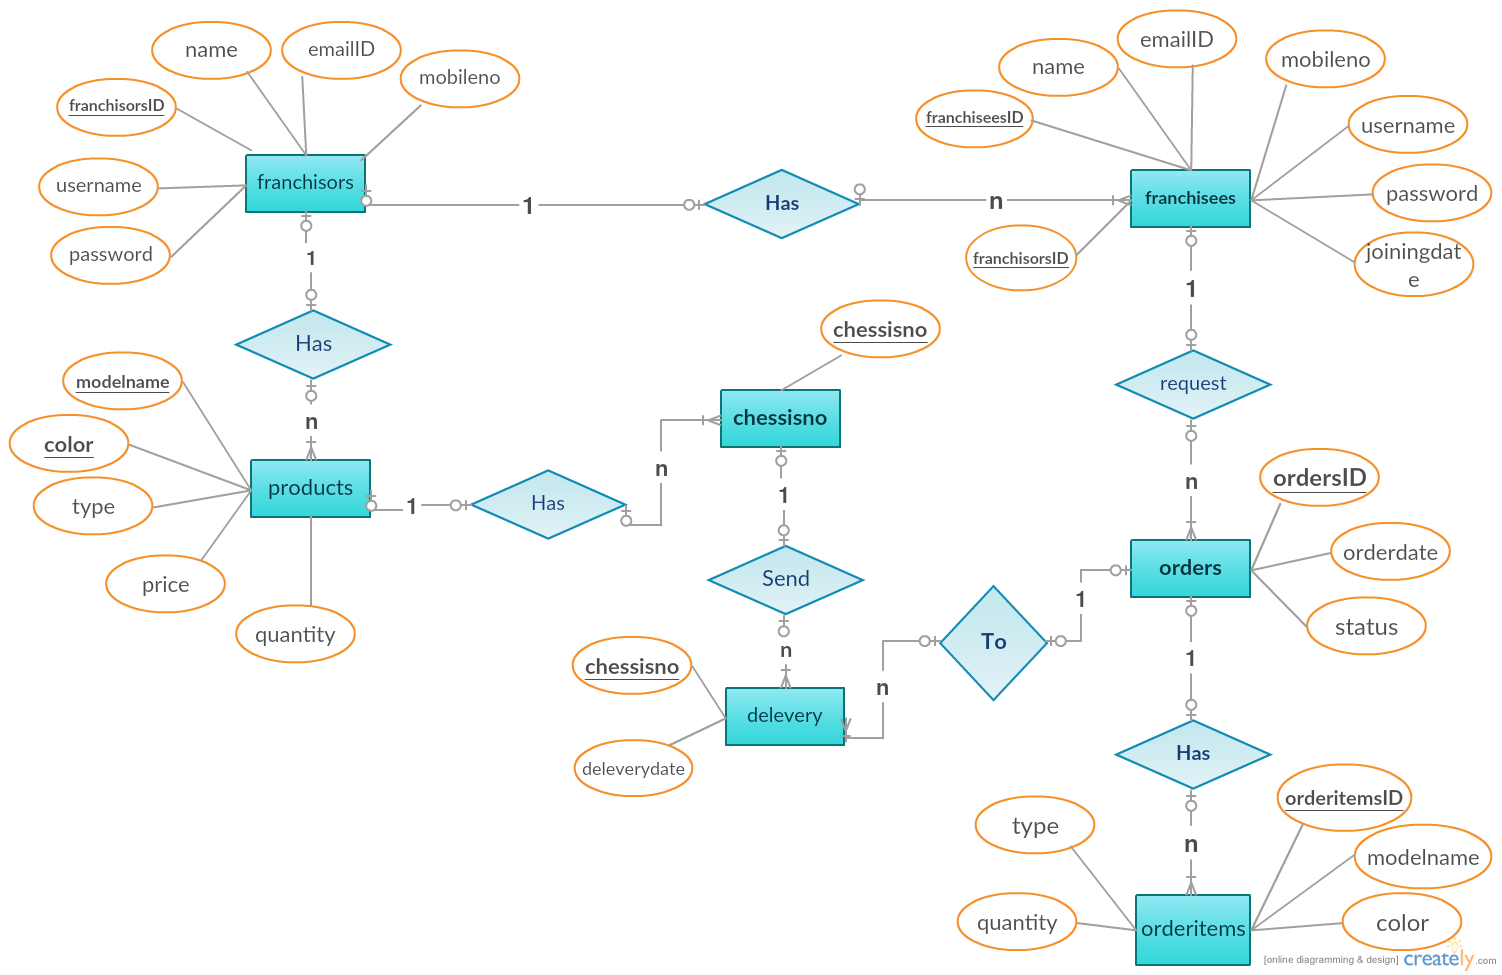 name
emailID
mobileno
franchisorsID
username
password
franchisors
1
Has
n
emailID
name
mobileno
franchiseesID
username
password
joiningdat
e
franchisees
franchisorsID
1
Has
n
modelname
color
type
price
quantity
products
1
Has
n
chessisno
chessisno
1
Send
n
chessisno
deleverydate
delevery
n
To
1
1
request
n
ordersID
orderdate
status
orders
1
Has
n
type
quantity
orderitemsID
modelname
color
orderitems
[online diagramming & design] creately.com